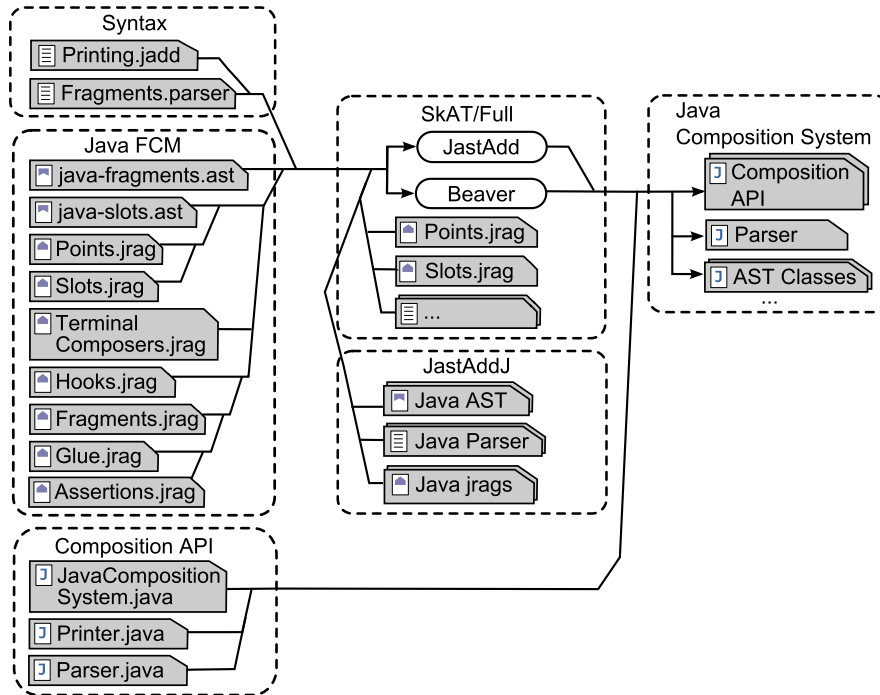 Syntax
Printing.jadd
Fragments.parser
Java FCM
java-fragments.ast
java-slots.ast
Points.jrag
Slots.jrag
Terminal
Composers.jrag
Hooks.jrag
Fragments.jrag
Glue.jrag
Assertions.jrag
Composition API
J JavaComposition
System.java
J Printer.java
J Parser.java
SkAT/Full
JastAdd
Beaver
Points.jrag
Slots.jrag
...
JastAddJ
Java AST
Java Parser
Java jrags
Java
Composition System
J Composition
API
J Parser
J AST Classes
...